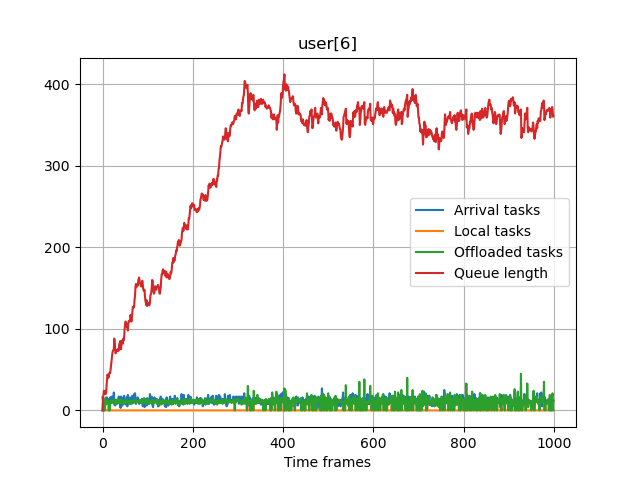 user[6]
400
300
200
100
0
Arrival tasks
Local tasks
Offloaded tasks
Queue length
0 200 400 600 800 1000
Time frames